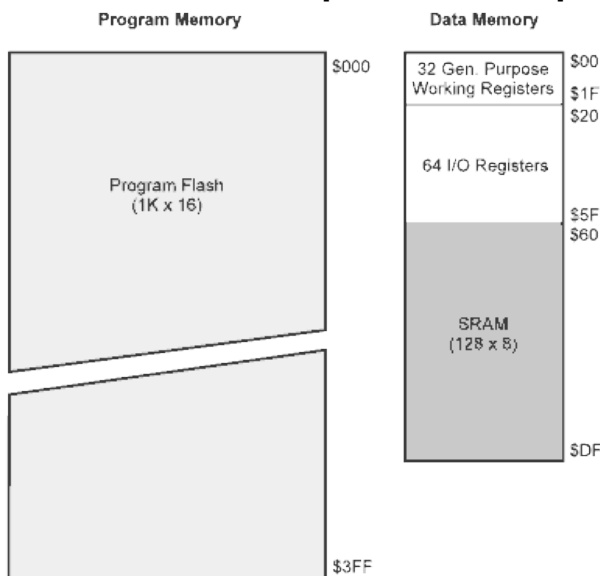 Program Memory
$000
Program Flash
(1K x 16)
$3FF
Data Memory
32 Gen. Purpose
Working Registers
$00
$1F
$20
64 I/O Registers
$5F
$60
SRAM
(128 x 8)
$DF